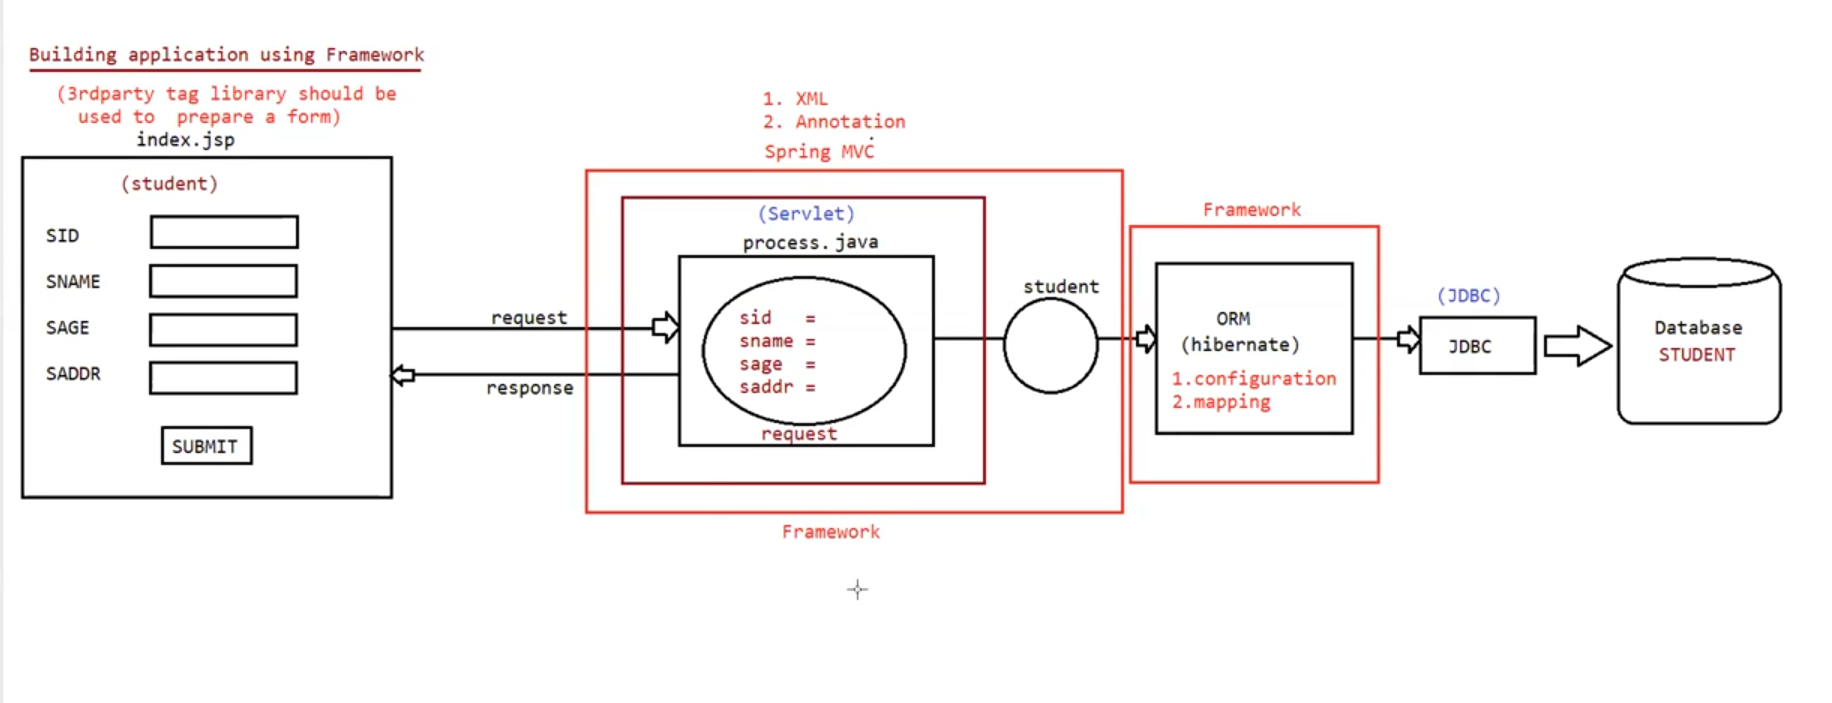 Building application using Framework
(3rdparty tag library should be
used to prepare a form)
index.jsp
(student)
SID
SNAME
SAGE
SADDR
SUBMIT
request
response
1. XML
2. Annotation
Spring MVC
(Servlet)
process.java
sid =
sname =
sage =
saddr =
request
Framework
student
Framework
ORM
(hibernate)
1.configuration
2.mapping
(JDBC)
JDBC
Database
STUDENT